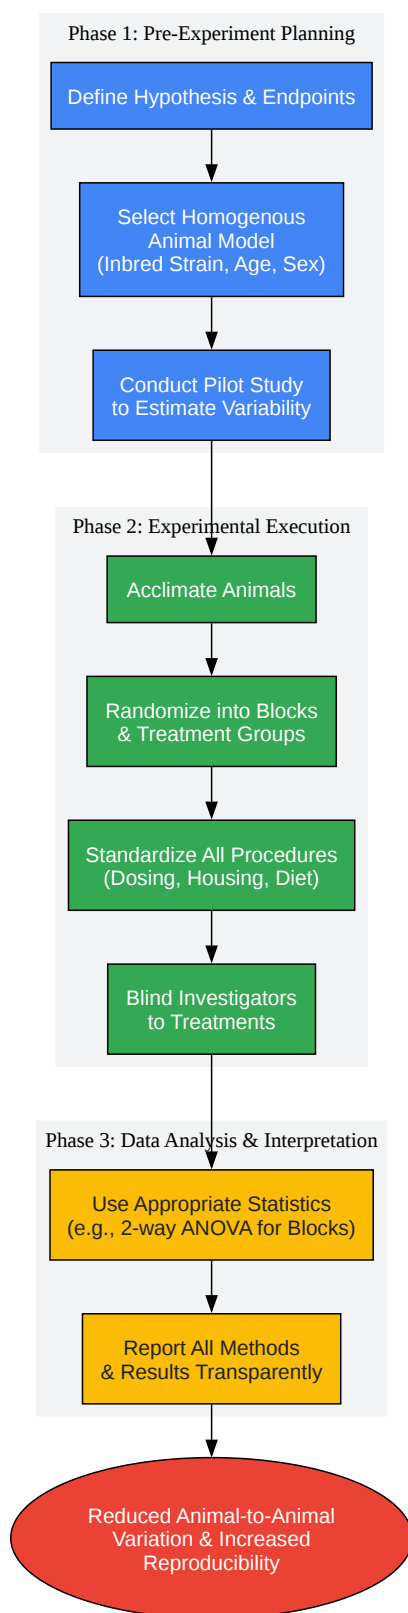 Phase 1: Pre-Experiment Planning
Define Hypothesis & Endpoints
Select Homogenous
Animal Model
(Inbred Strain, Age, Sex)
Conduct Pilot Study
to Estimate Variability
Phase 2: Experimental Execution
Acclimate Animals
Randomize into Blocks
& Treatment Groups
Standardize All Procedures
(Dosing, Housing, Diet)
Blind Investigators
to Treatments
Phase 3: Data Analysis & Interpretation
Use Appropriate Statistics
(e.g., 2-way ANOVA for Blocks)
Report All Methods
& Results Transparently
Reduced Animal-to-Animal
Variation & Increased
Reproducibility